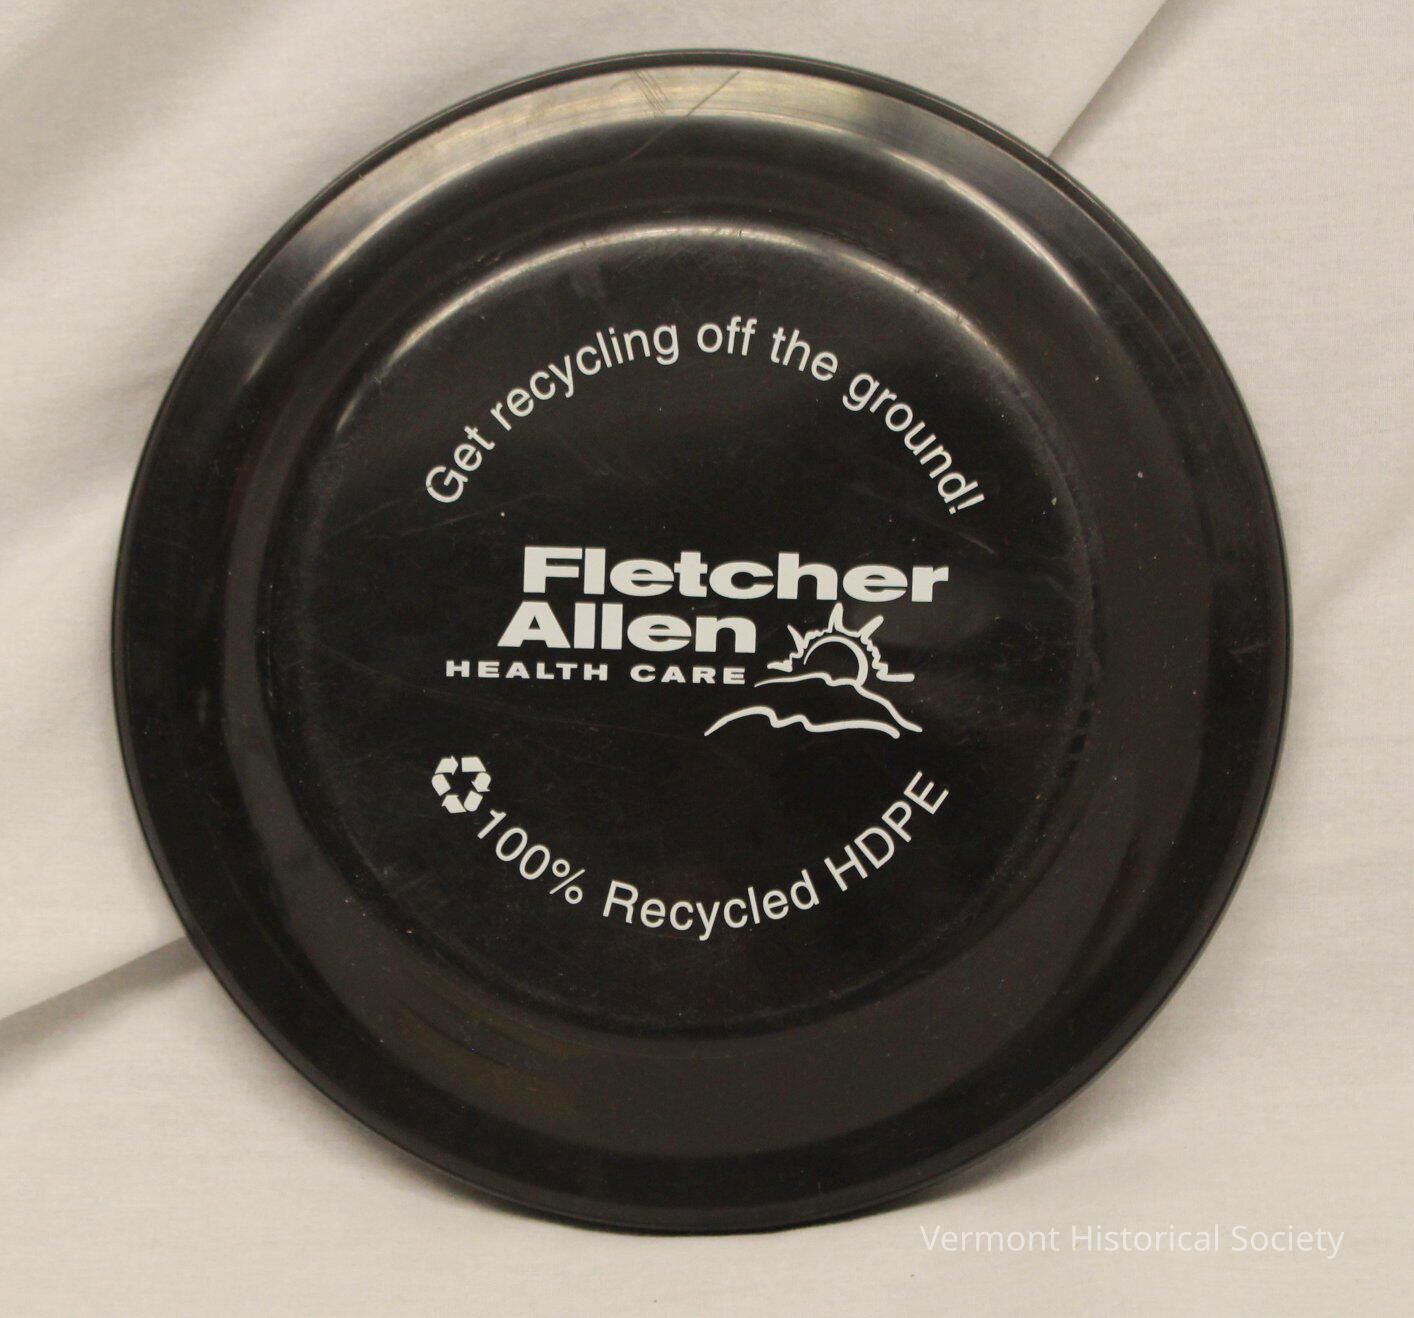 Get recycling off the ground!
Fletcher
Allen
HEALTH CARE
100% Recycled HDPE
Vermont Historical Society